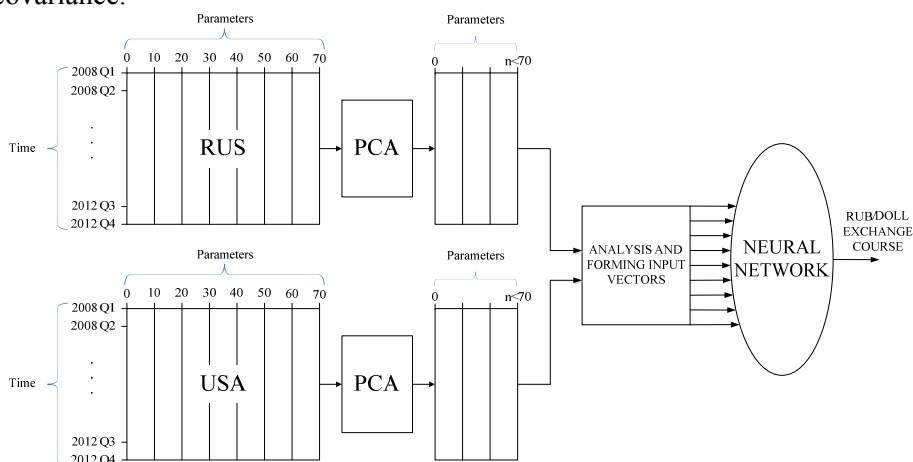 covariance.
Parameters
Parameters
0 10 20 30 40 50 60 70
0 n<70
2008 Q1
2008 Q2
.
.
.
Time
RUS
PCA
2012 Q3
2012 Q4
RUB/DOLL
EXCHANGE
COURSE
ANALYSIS AND
FORMING INPUT
VECTORS
NEURAL
NETWORK
Parameters
Parameters
0 10 20 30 40 50 60 70
0 n<70
2008 Q1
2008 Q2
.
.
.
Time
USA
PCA
2012 Q3
2012 Q4